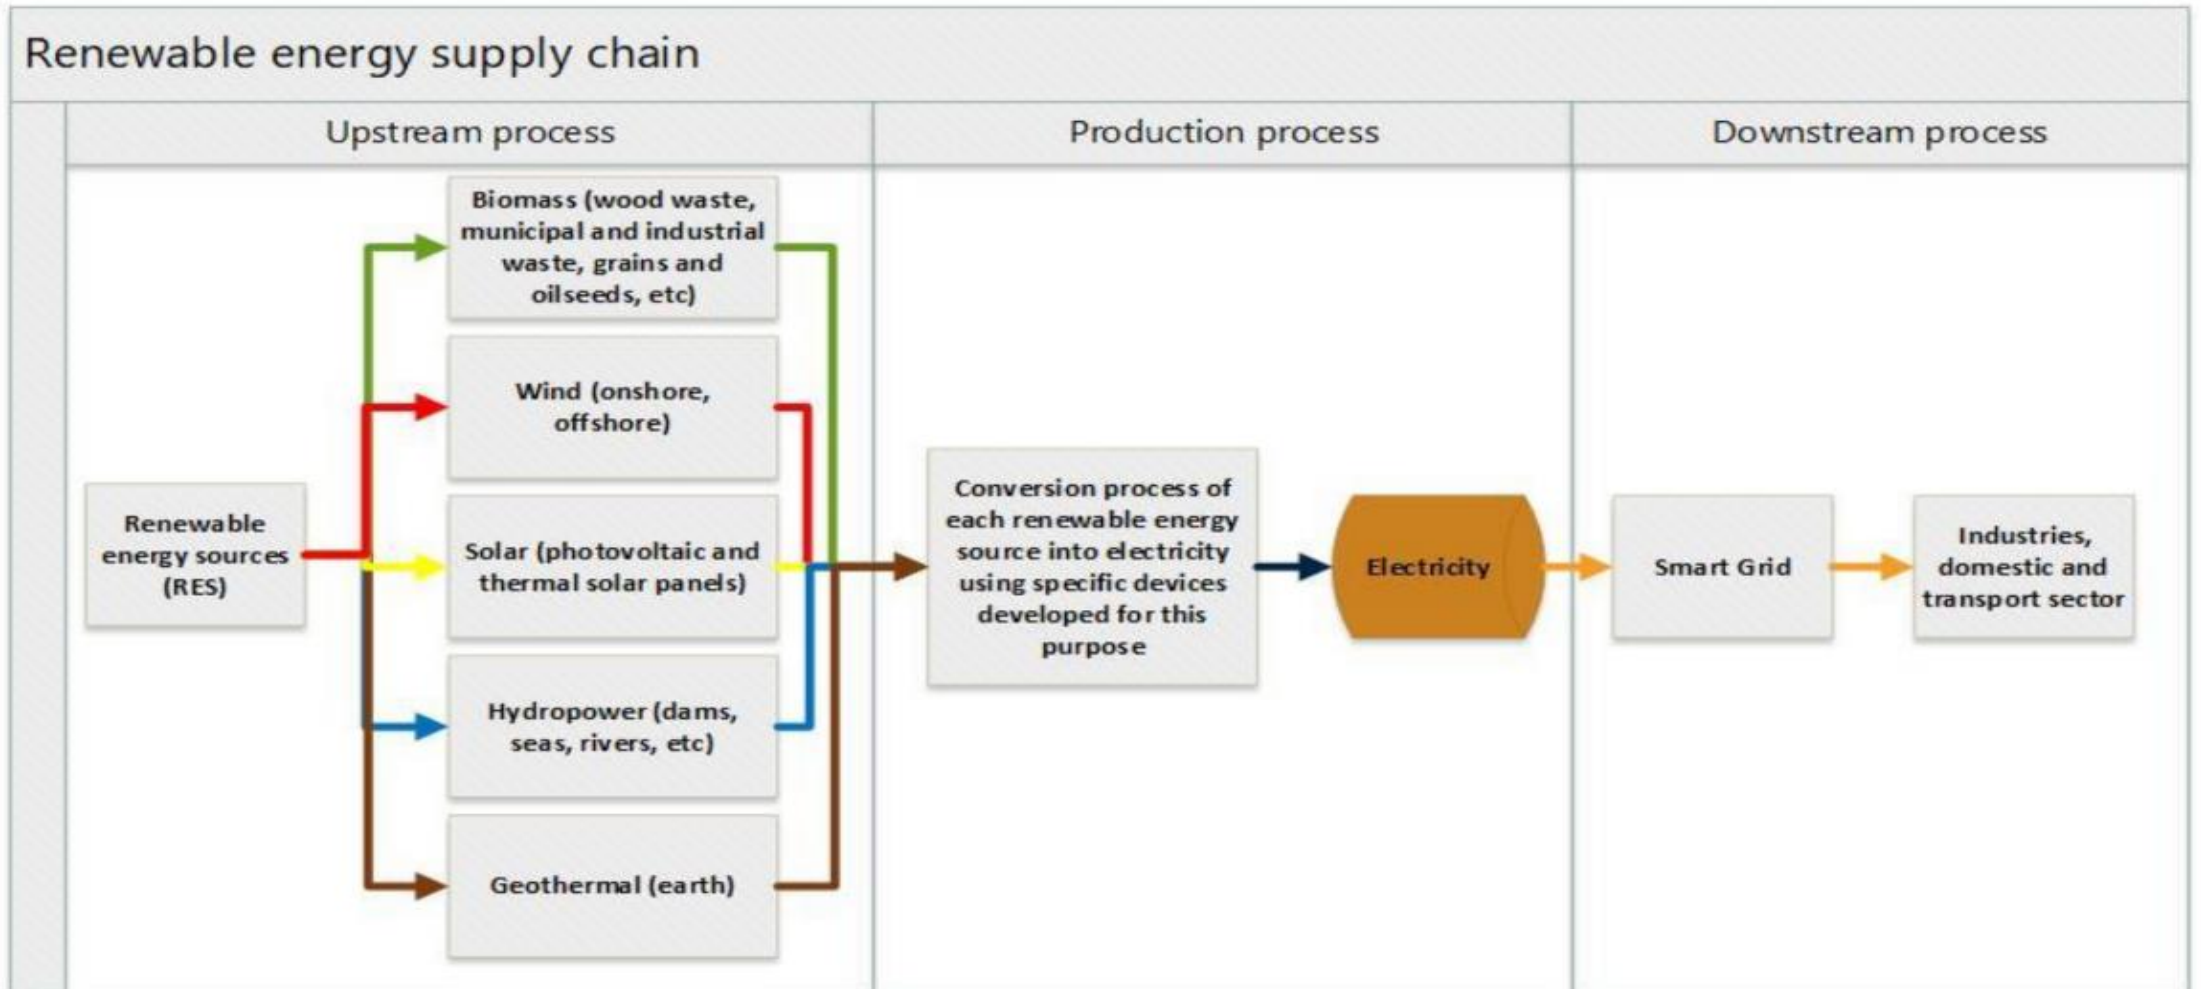 Renewable energy supply chain
Upstream process
Production process
Downstream process
Renewable
energy sources
(RES)
Biomass (wood waste,
municipal and industrial
waste, grains and
oilseeds, etc)
Wind (onshore,
offshore)
Solar (photovoltaic and
thermal solar panels)
Hydropower (dams,
seas, rivers, etc)
Geothermal (earth)
Conversion process of
each renewable energy
source into electricity
using specific devices
developed for this
purpose
Electricity
Smart Grid
Industries,
domestic and
transport sector